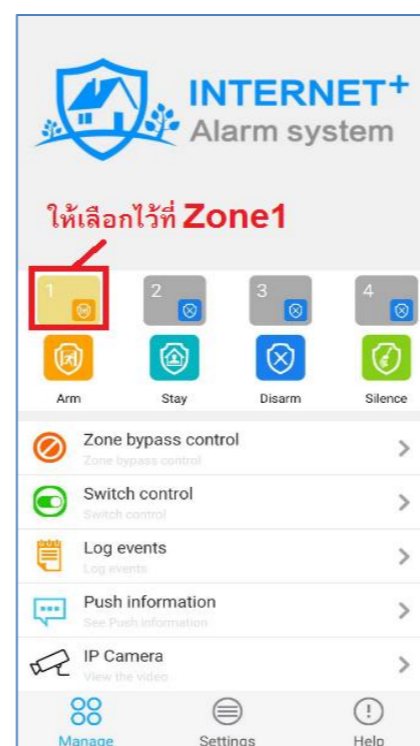 INTERNET+
Alarm system
ให้เลือกไว้ที่ Zone1
1 2 3 4
Arm Stay Disarm Silence
Zone bypass control
Zone bypass control
Switch control
Switch control
Log events
Log events
Push information
See Push information
IP Camera
View the video
Manage Settings Help